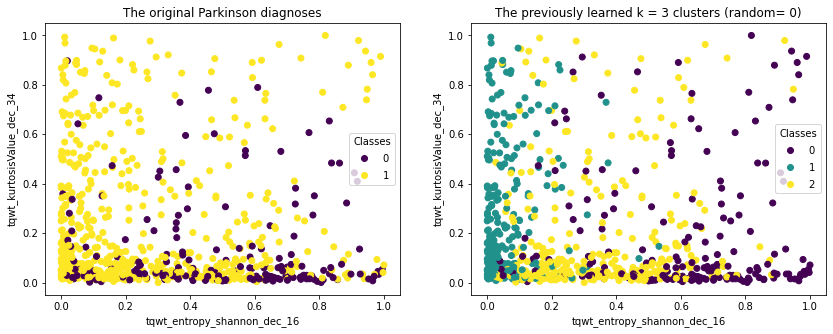 The original Parkinson diagnoses
tqwt_kurtosisValue_dec_34
1.0
0.8
0.6
0.4
0.2
0.0
Classes
0
1
0.0 0.2 0.4 0.6 0.8 1.0
tqwt_entropy_shannon_dec_16
The previously learned k = 3 clusters (random= 0)
tqwt_kurtosisValue_dec_34
1.0
0.8
0.6
0.4
0.2
0.0
Classes
0
1
2
0.0 0.2 0.4 0.6 0.8 1.0
tqwt_entropy_shannon_dec_16